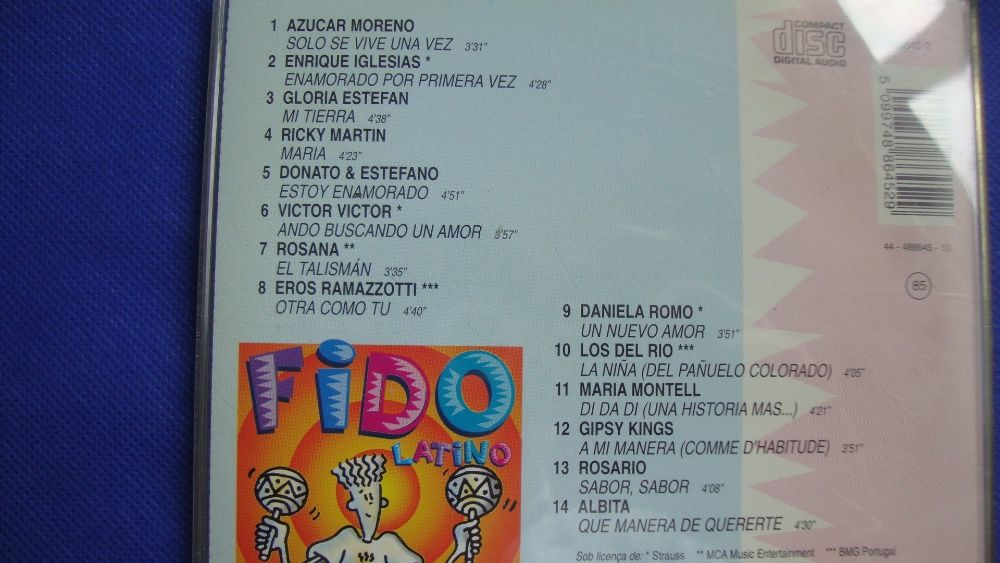 1 AZUCAR MORENO
SOLO SE VIVE UNA VEZ 3'31"
2 ENRIQUE IGLESIAS *
ENAMORADO POR PRIMERA VEZ 4'28"
3 GLORIA ESTEFAN
MI TIERRA 4'38"
4 RICKY MARTIN
MARIA 4'23"
5 DONATO & ESTEFANO
ESTOY ENAMORADO 4'51"
6 VICTOR VICTOR *
ANDO BUSCANDO UN AMOR 3'57"
7 ROSANA **
EL TALISMÁN 3'35"
8 EROS RAMAZZOTTI ***
OTRA COMO TU 4'40"
FIDO
LATINO
9 DANIELA ROMO *
UN NUEVO AMOR 3'51"
10 LOS DEL RIO ***
LA NIÑA (DEL PAÑUELO COLORADO) 4'05"
11 MARIA MONTELL
DI DA DI (UNA HISTORIA MAS...) 4'21"
12 GIPSY KINGS
A MI MANERA (COMME D'HABITUDE) 3'51"
13 ROSARIO
SABOR, SABOR 4'08"
14 ALBITA
QUE MANERA DE QUERERTE 4'30"
Sob licença de: * Strauss ** MCA Music Entertainment *** BMG Portugal
COMPACT
disc
DIGITAL AUDIO
5 099748 864529
44 - 488645 - 10
85